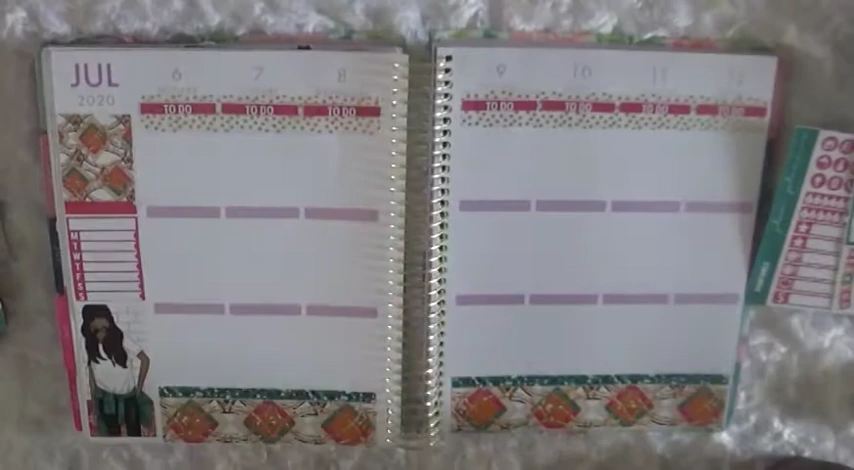 JUL
2020
6 7 8
TO DO TO DO TO DO
M
T
W
T
F
S
S
9 10 11 12
TO DO TO DO TO DO TO DO